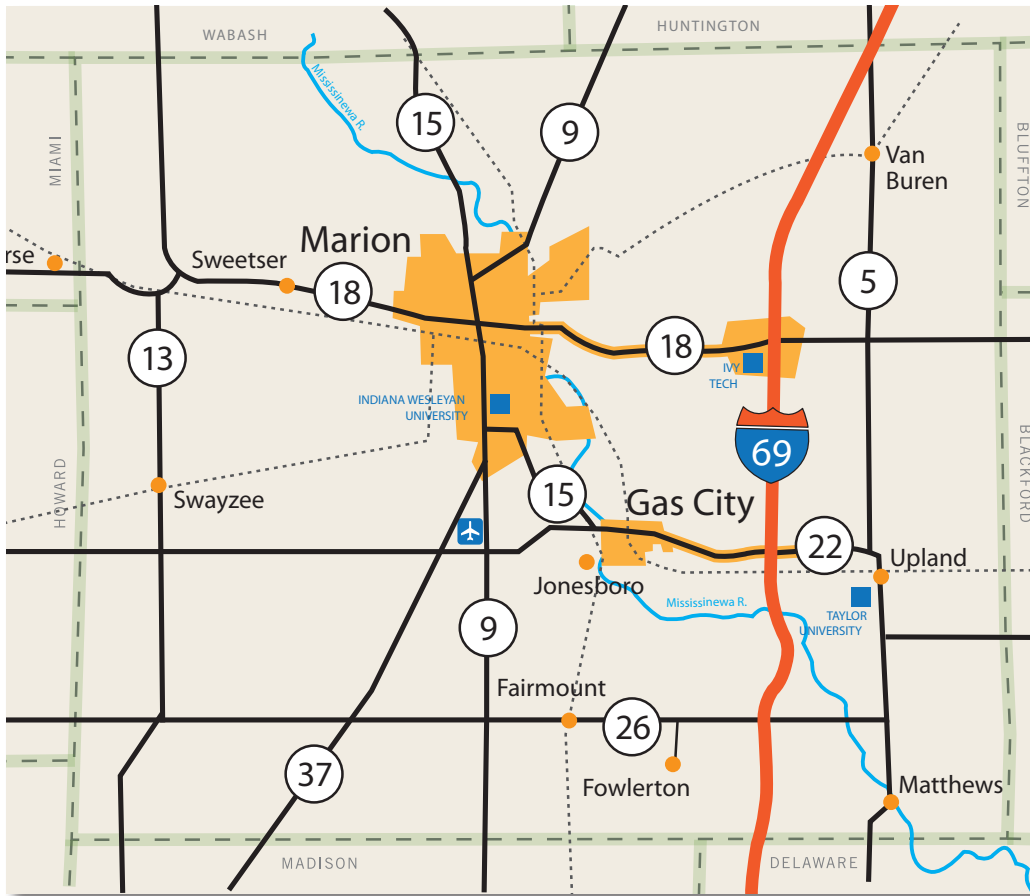 WABASH
HUNTINGTON
Mississinewa R.
15
9
MIAMI
BLUFFTON
Van
Buren
Marion
rse
Sweetser
18
5
13
18
IVY
TECH
INDIANA WESLEYAN
UNIVERSITY
69
HOWARD
BLACKFORD
Swayzee
15
Gas City
22
Upland
Jonesboro
Mississinewa R.
TAYLOR
UNIVERSITY
9
Fairmount
26
37
Fowlerton
Matthews
MADISON
DELAWARE